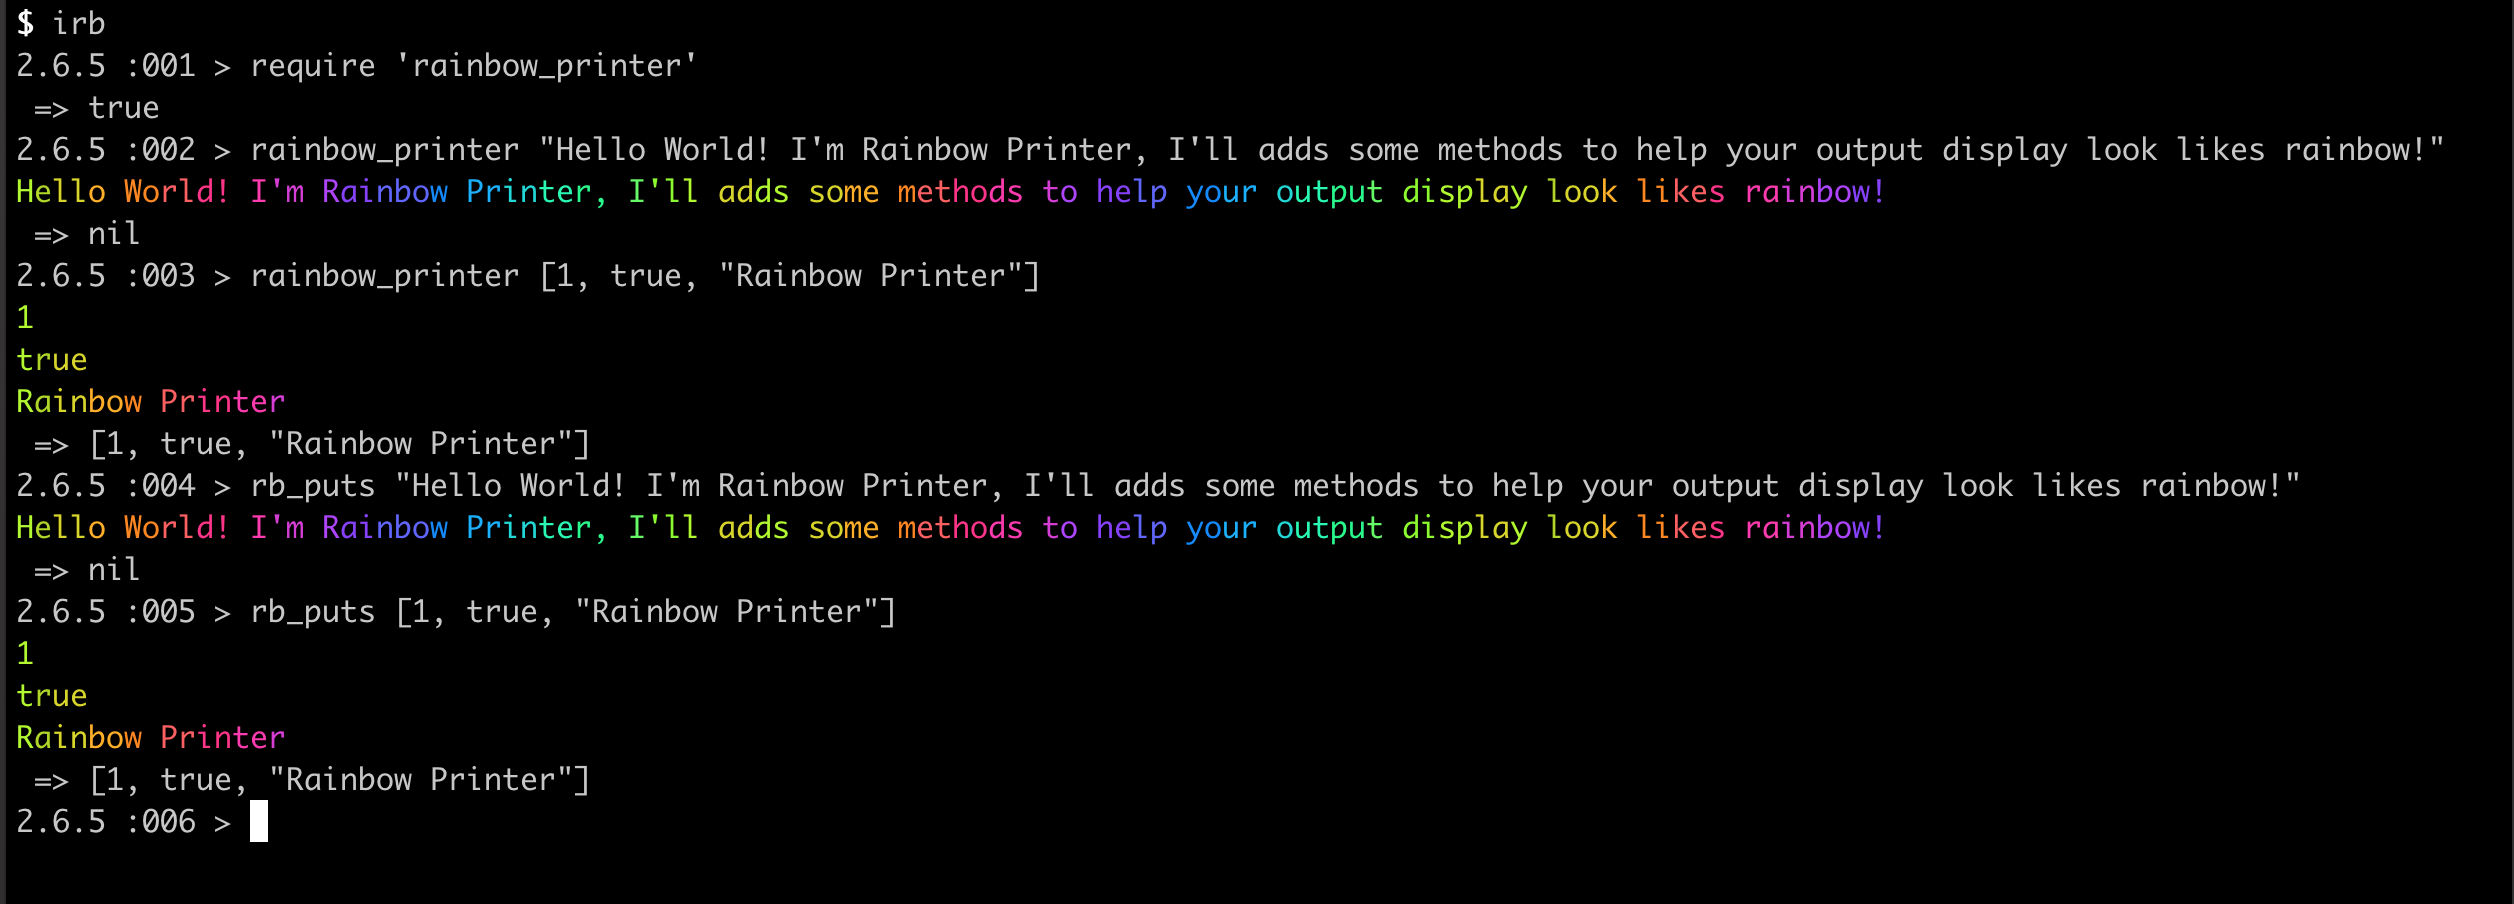 $ irb
2.6.5 :001 > require 'rainbow_printer'
 => true
2.6.5 :002 > rainbow_printer "Hello World! I'm Rainbow Printer, I'll adds some methods to help your output display look likes rainbow!"
Hello World! I'm Rainbow Printer, I'll adds some methods to help your output display look likes rainbow!
 => nil
2.6.5 :003 > rainbow_printer [1, true, "Rainbow Printer"]
1
true
Rainbow Printer
 => [1, true, "Rainbow Printer"]
2.6.5 :004 > rb_puts "Hello World! I'm Rainbow Printer, I'll adds some methods to help your output display look likes rainbow!"
Hello World! I'm Rainbow Printer, I'll adds some methods to help your output display look likes rainbow!
 => nil
2.6.5 :005 > rb_puts [1, true, "Rainbow Printer"]
1
true
Rainbow Printer
 => [1, true, "Rainbow Printer"]
2.6.5 :006 >